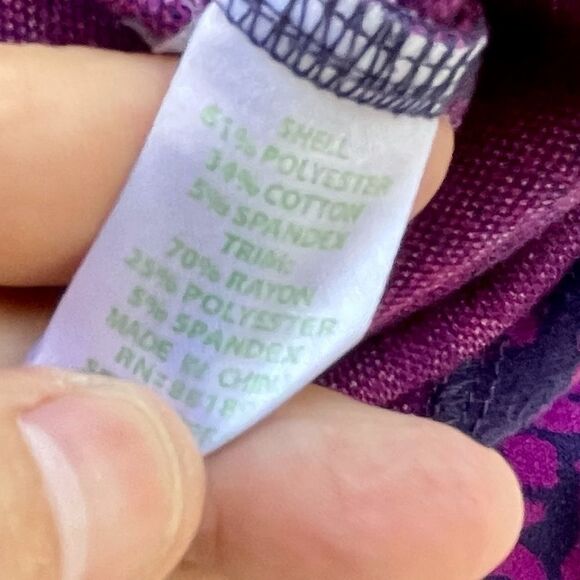 SHELL
61% POLYESTER
34% COTTON
5% SPANDEX
TRIM:
70% RAYON
25% POLYESTER
5% SPANDEX
MADE IN CHINA